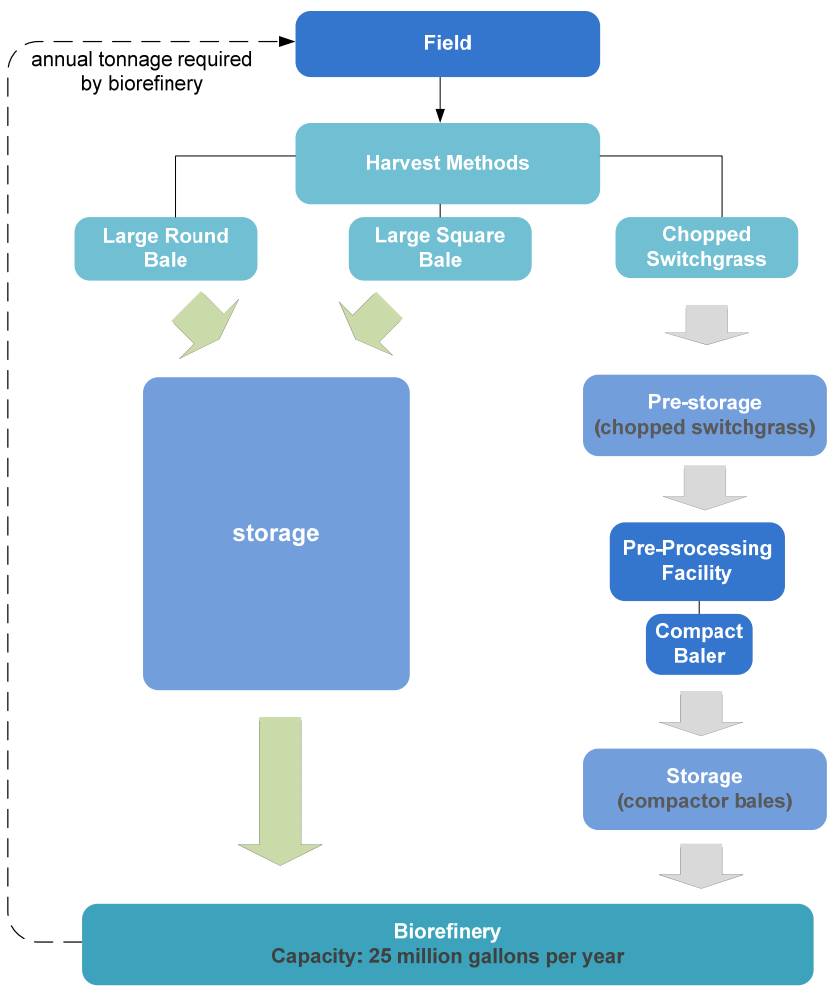 Field
annual tonnage required
by biorefinery
Harvest Methods
Large Round
Bale
Large Square
Bale
Chopped
Switchgrass
Pre-storage
(chopped switchgrass)
storage
Pre-Processing
Facility
Compact
Baler
Storage
(compactor bales)
Biorefinery
Capacity: 25 million gallons per year